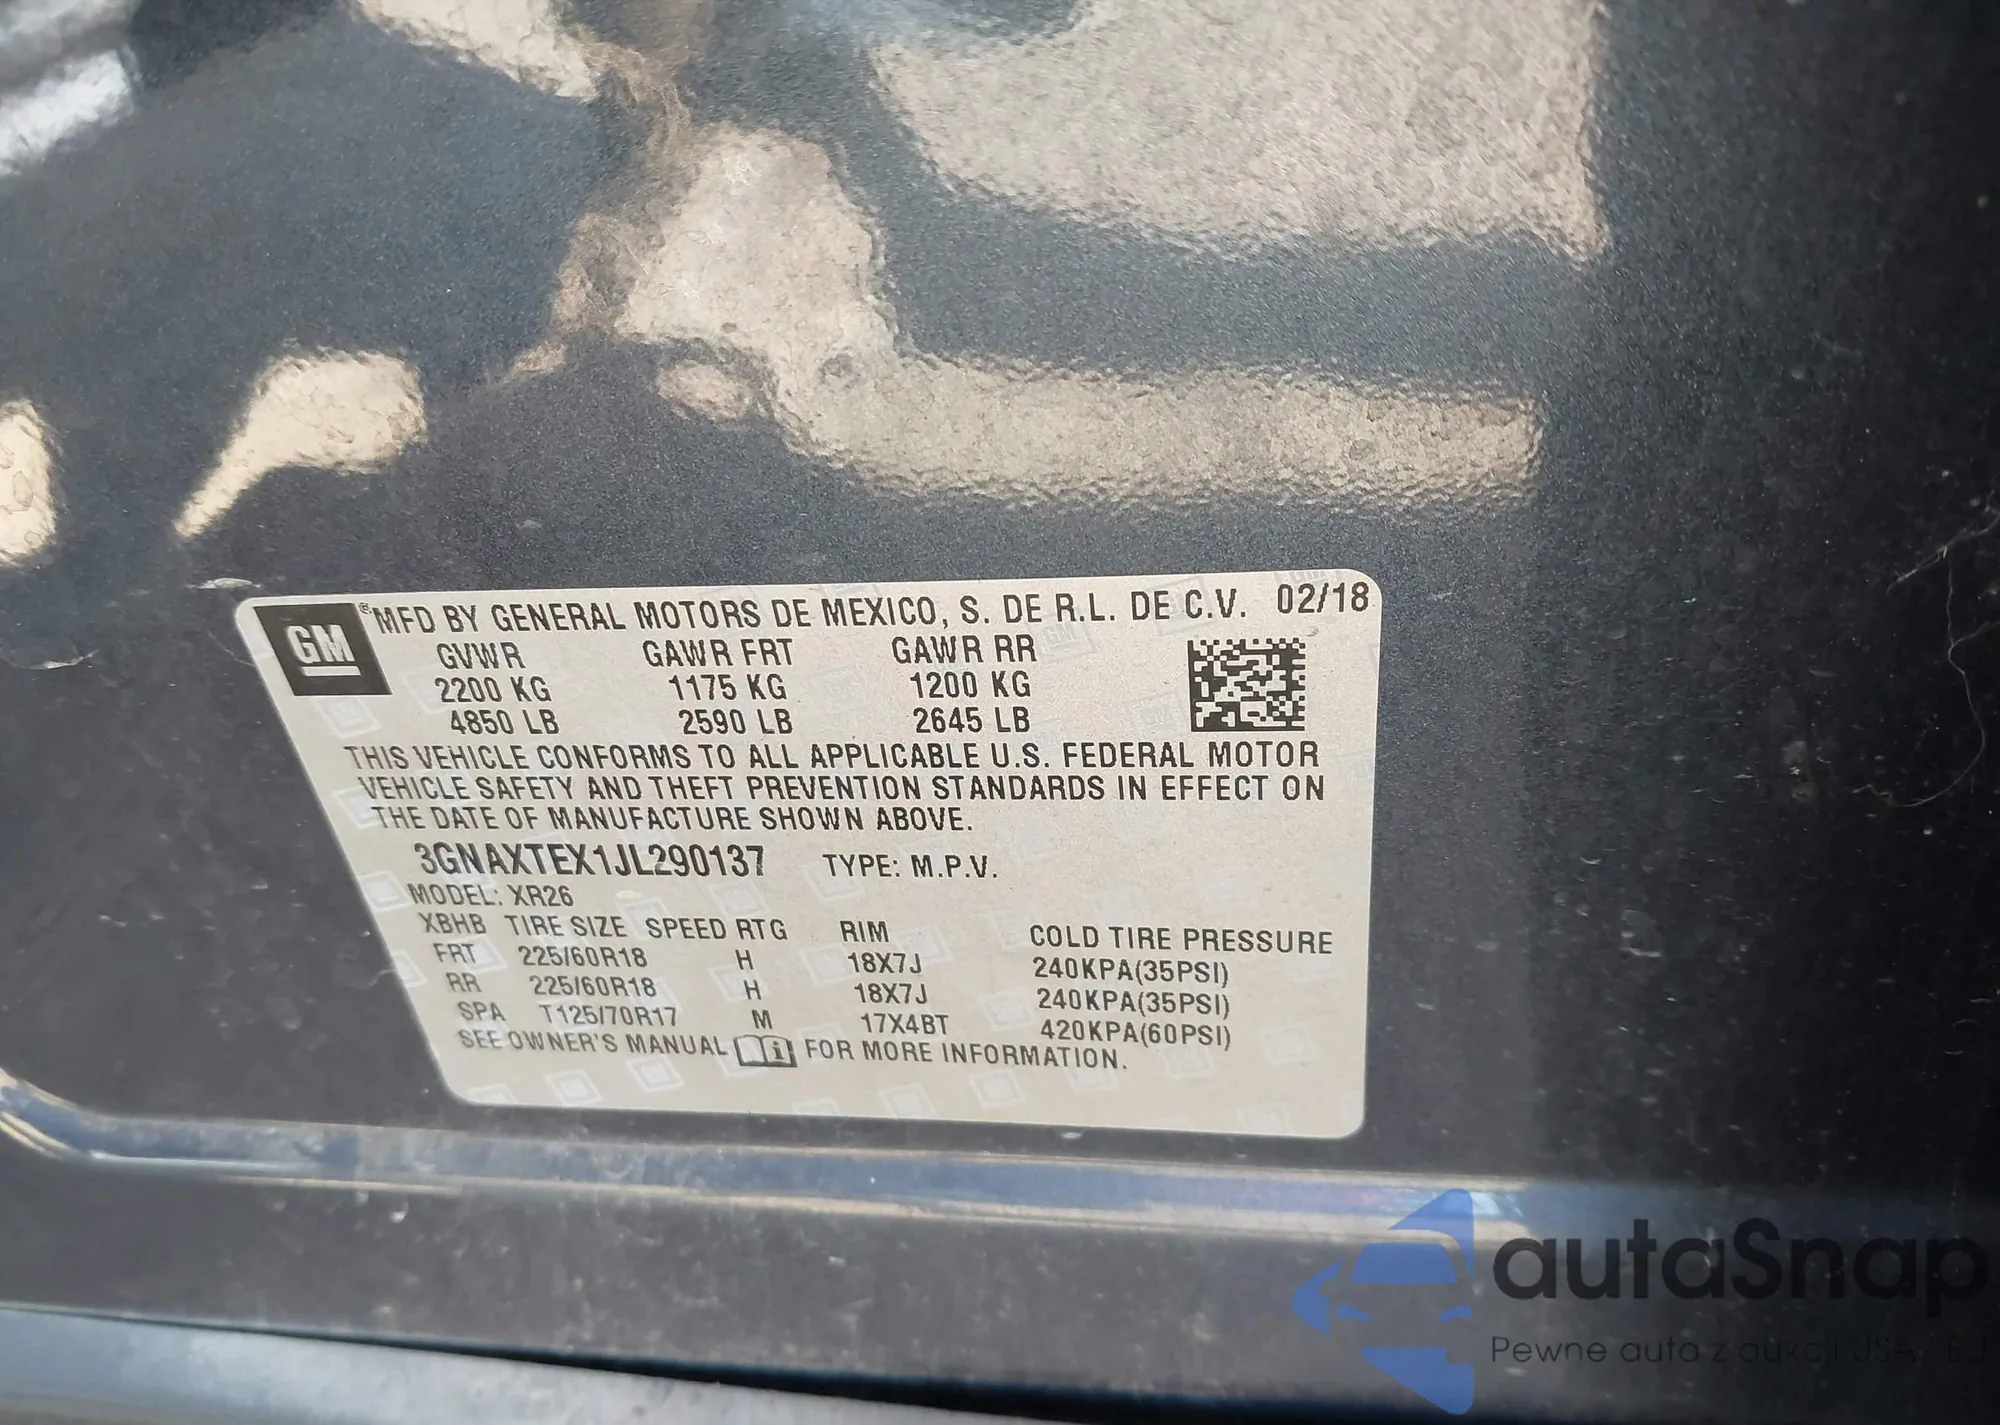 GM ® MFD BY GENERAL MOTORS DE MEXICO, S. DE R.L. DE C.V. 02/18
GVWR GAWR FRT GAWR RR
2200 KG 1175 KG 1200 KG
4850 LB 2590 LB 2645 LB
THIS VEHICLE CONFORMS TO ALL APPLICABLE U.S. FEDERAL MOTOR
VEHICLE SAFETY AND THEFT PREVENTION STANDARDS IN EFFECT ON
THE DATE OF MANUFACTURE SHOWN ABOVE.
3GNAXTEX1JL290137 TYPE: M.P.V.
MODEL: XR26
XBHB TIRE SIZE SPEED RTG RIM COLD TIRE PRESSURE
FRT 225/60R18 H 18X7J 240KPA(35PSI)
RR 225/60R18 H 18X7J 240KPA(35PSI)
SPA T125/70R17 M 17X4BT 420KPA(60PSI)
SEE OWNER'S MANUAL FOR MORE INFORMATION.
autaSnap
Pewne auta z aukcji USA